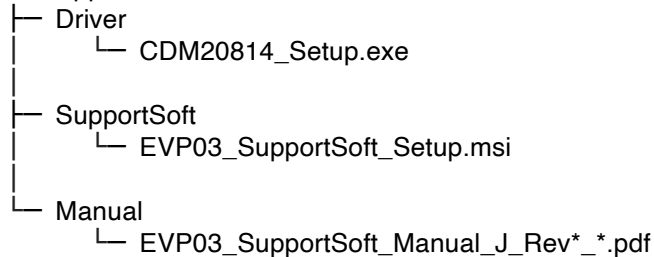 Driver
CDM20814_Setup.exe
SupportSoft
EVP03_SupportSoft_Setup.msi
Manual
EVP03_SupportSoft_Manual_J_Rev*_*.pdf